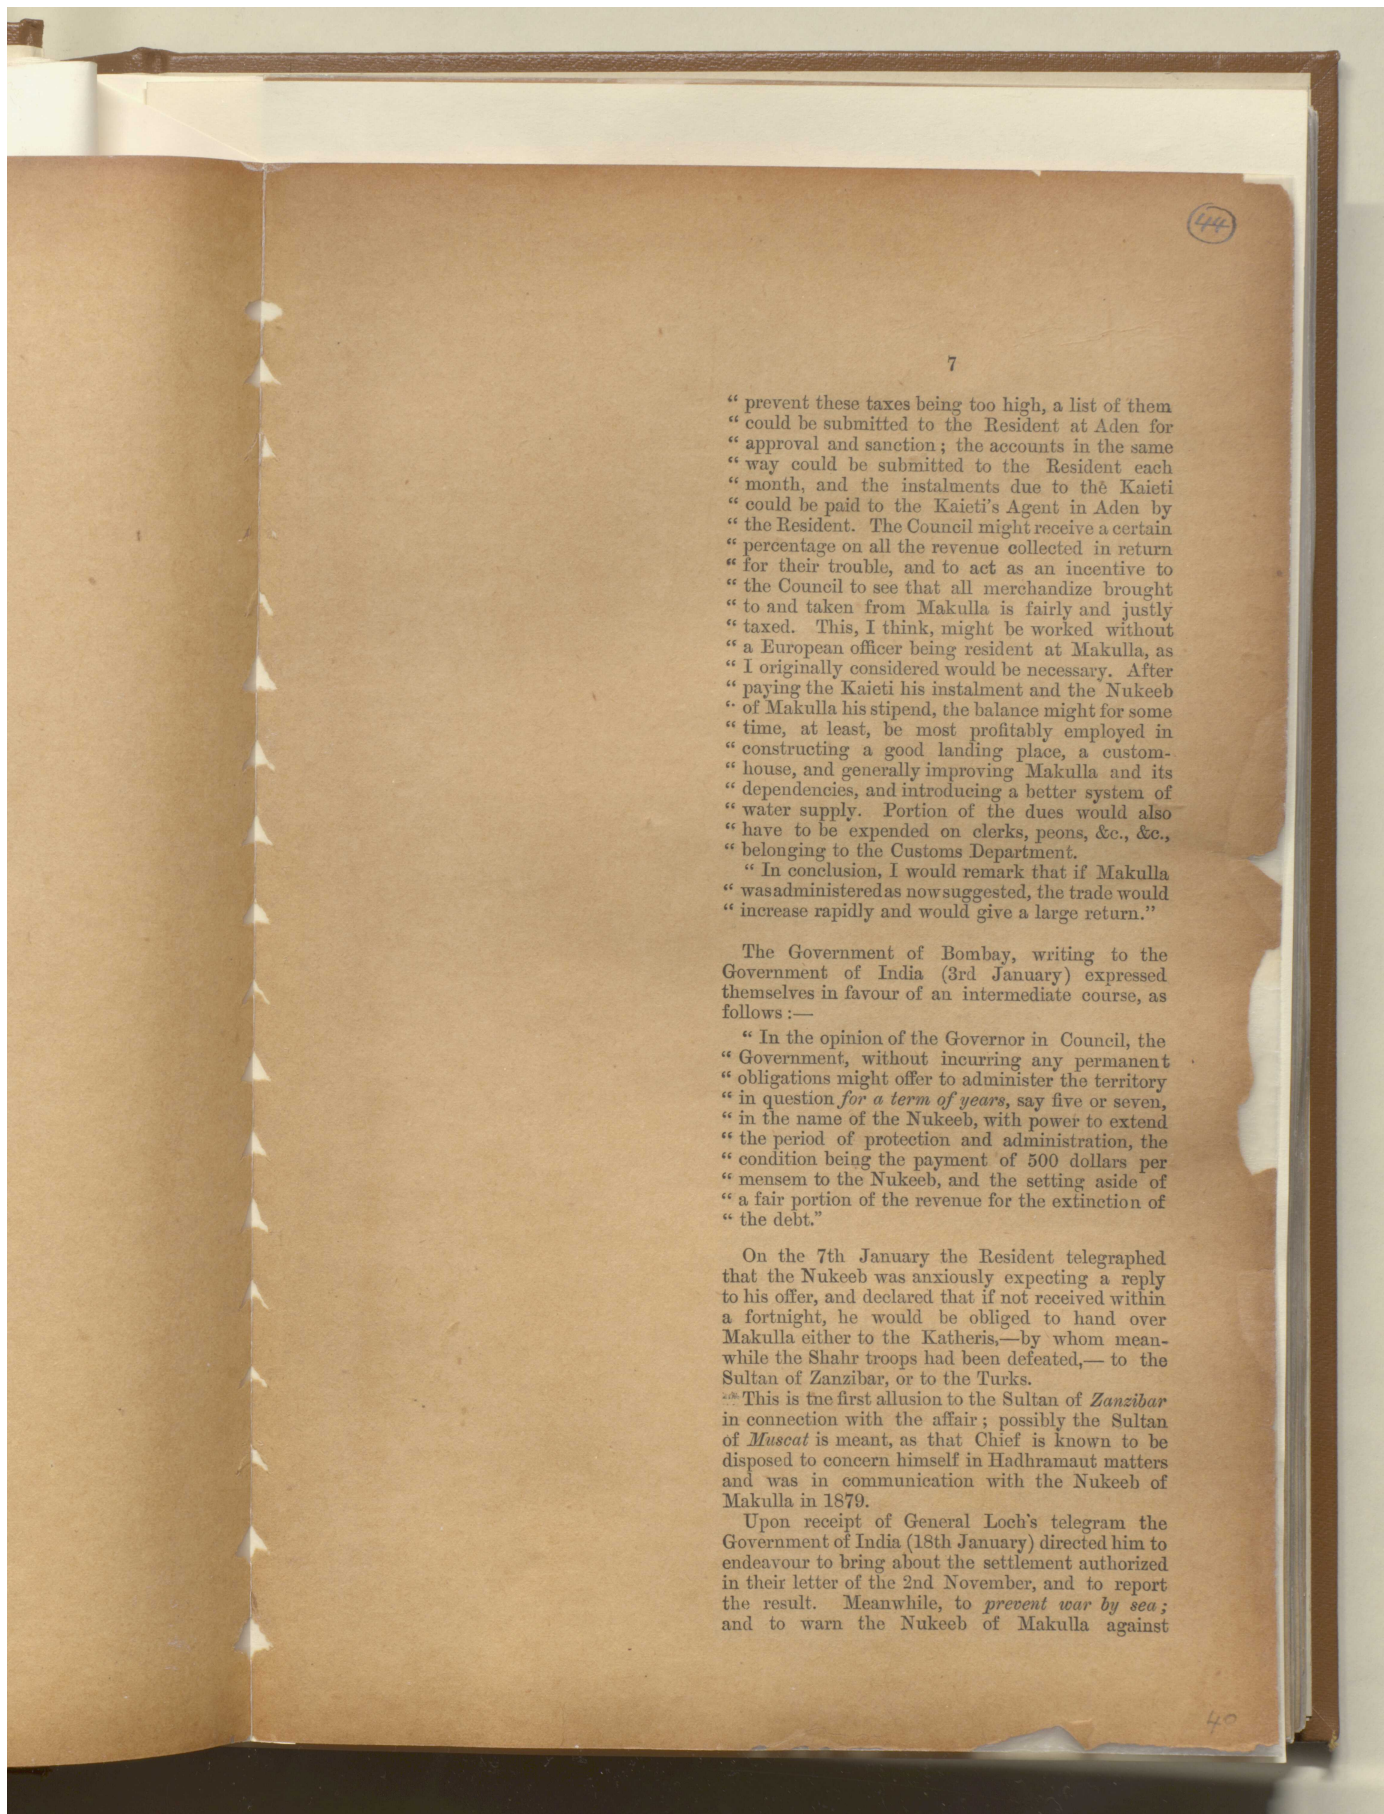 44
7
“ prevent these taxes being too high, a list of them
“ could be submitted to the Resident at Aden for
“ approval and sanction ; the accounts in the same
“ way could be submitted to the Resident each
“ month, and the instalments due to the Kaieti
“ could be paid to the Kaieti's Agent in Aden by
“ the Resident. The Council might receive a certain
“ percentage on all the revenue collected in return
“ for their trouble, and to act as an incentive to
“ the Council to see that all merchandize brought
“ to and taken from Makulla is fairly and justly
“ taxed. This, I think, might be worked without
“ a European officer being resident at Makulla, as
“ I originally considered would be necessary. After
“ paying the Kaieti his instalment and the Nukeeb
“ of Makulla his stipend, the balance might for some
“ time, at least, be most profitably employed in
“ constructing a good landing place, a custom-
“ house, and generally improving Makulla and its
“ dependencies, and introducing a better system of
“ water supply. Portion of the dues would also
“ have to be expended on clerks, peons, &c., &c.,
“ belonging to the Customs Department.
“ In conclusion, I would remark that if Makulla
“ was administered as now suggested, the trade would
“ increase rapidly and would give a large return.”
The Government of Bombay, writing to the
Government of India (3rd January) expressed
themselves in favour of an intermediate course, as
follows :—
“ In the opinion of the Governor in Council, the
“ Government, without incurring any permanent
“ obligations might offer to administer the territory
“ in question for a term of years, say five or seven,
“ in the name of the Nukeeb, with power to extend
“ the period of protection and administration, the
“ condition being the payment of 500 dollars per
“ mensem to the Nukeeb, and the setting aside of
“ a fair portion of the revenue for the extinction of
“ the debt.”
On the 7th January the Resident telegraphed
that the Nukeeb was anxiously expecting a reply
to his offer, and declared that if not received within
a fortnight, he would be obliged to hand over
Makulla either to the Katheris,—by whom mean-
while the Shahr troops had been defeated,— to the
Sultan of Zanzibar, or to the Turks.
This is the first allusion to the Sultan of Zanzibar
in connection with the affair ; possibly the Sultan
of Muscat is meant, as that Chief is known to be
disposed to concern himself in Hadhramaut matters
and was in communication with the Nukeeb of
Makulla in 1879.
Upon receipt of General Loch's telegram the
Government of India (18th January) directed him to
endeavour to bring about the settlement authorized
in their letter of the 2nd November, and to report
the result. Meanwhile, to prevent war by sea ;
and to warn the Nukeeb of Makulla against
40